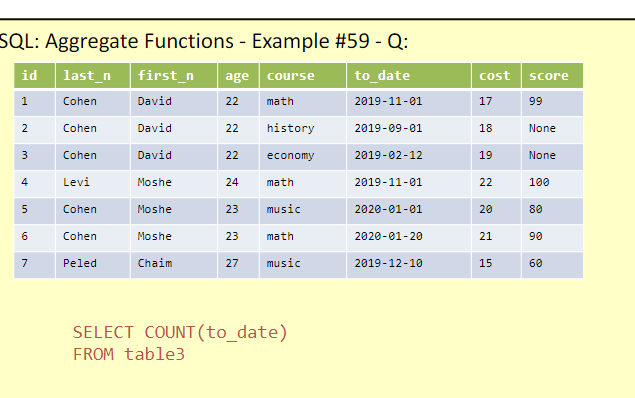 SQL: Aggregate Functions - Example #59 - Q:
id last_n first_n age course to_date cost score
1 Cohen David 22 math 2019-11-01 17 99
2 Cohen David 22 history 2019-09-01 18 None
3 Cohen David 22 economy 2019-02-12 19 None
4 Levi Moshe 24 math 2019-11-01 22 100
5 Cohen Moshe 23 music 2020-01-01 20 80
6 Cohen Moshe 23 math 2020-01-20 21 90
7 Peled Chaim 27 music 2019-12-10 15 60
SELECT COUNT(to_date)
FROM table3